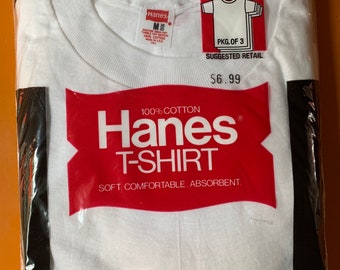 Hanes
M
PKG. OF 3
SUGGESTED RETAIL
$6.99
100% COTTON
Hanes®
T-SHIRT
SOFT. COMFORTABLE. ABSORBENT.